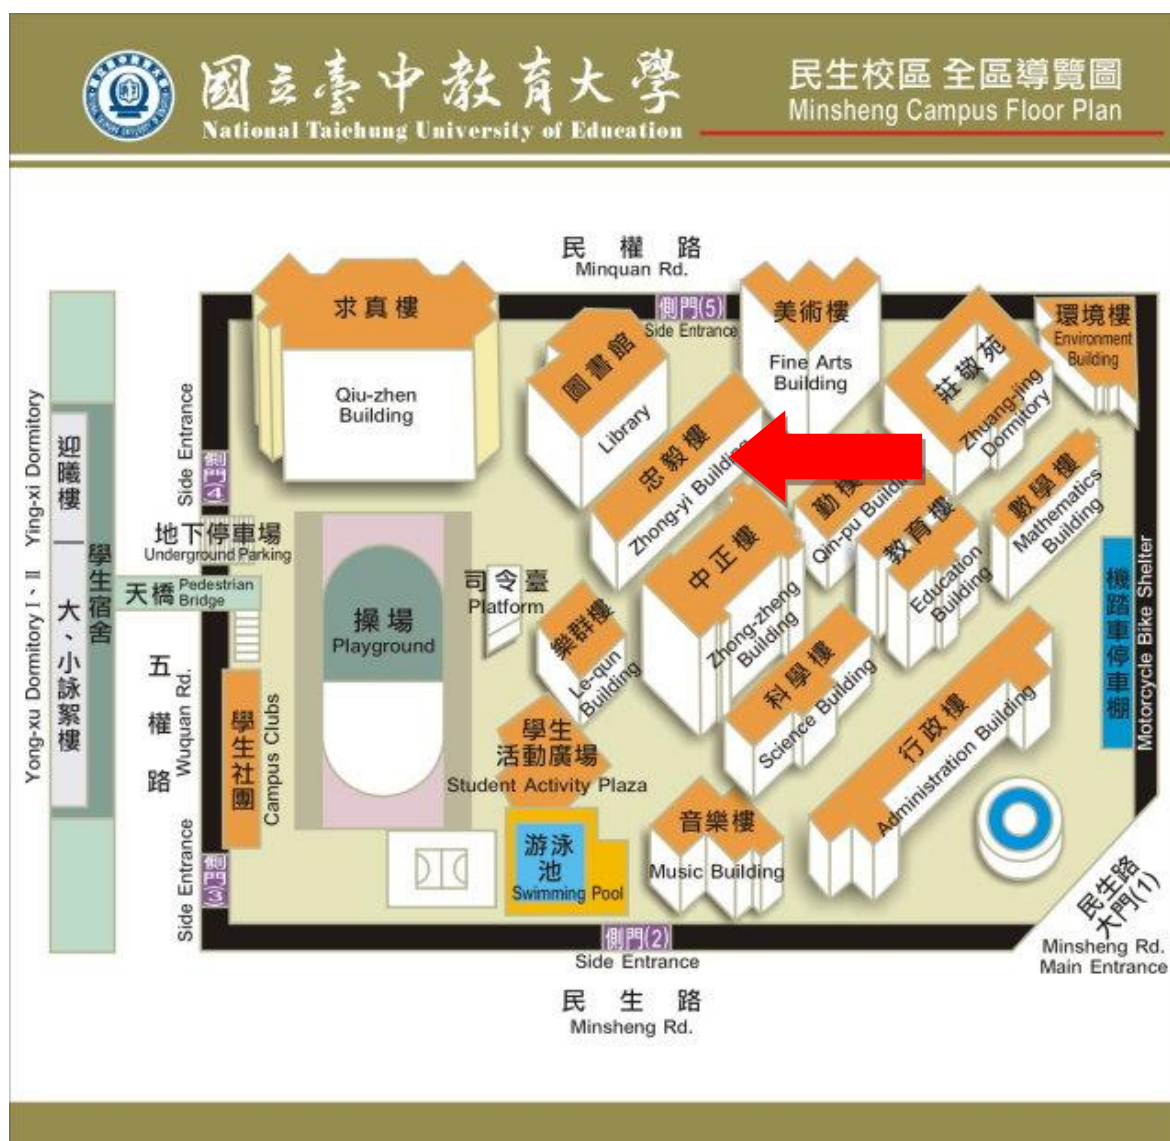 國立臺中教育大學
National Taichung University of Education
民生校區 全區導覽圖
Minsheng Campus Floor Plan
民權路
Minquan Rd.
側門(5)
Side Entrance
求真樓
Qiu-zhen
Building
圖書館
Library
美術樓
Fine Arts
Building
莊敬苑
Zhuang-jing
Dormitory
環境樓
Environment
Building
忠毅樓
Zhong-yi Building
勤樸樓
Qin-pu Building
教育樓
Education
Building
數學樓
Mathematics
Building
中正樓
Zhong-zheng
Building
迎曦樓
Ying-xi Dormitory
學生宿舍
大、小詠絮樓
Yong-xu Dormitory I、II
Side Entrance
側門(4)
地下停車場
Underground Parking
天橋
Pedestrian
Bridge
五權路
Wuquan Rd.
學生社團
Campus Clubs
Side Entrance
側門(3)
操場
Playground
司令臺
Platform
樂群樓
Le-qun
Building
學生
活動廣場
Student Activity Plaza
科學樓
Science Building
行政樓
Administration Building
機踏車停車棚
Motorcycle Bike Shelter
游泳
池
Swimming Pool
音樂樓
Music Building
側門(2)
Side Entrance
民生路
Minsheng Rd.
民生路
大門(1)
Minsheng Rd.
Main Entrance